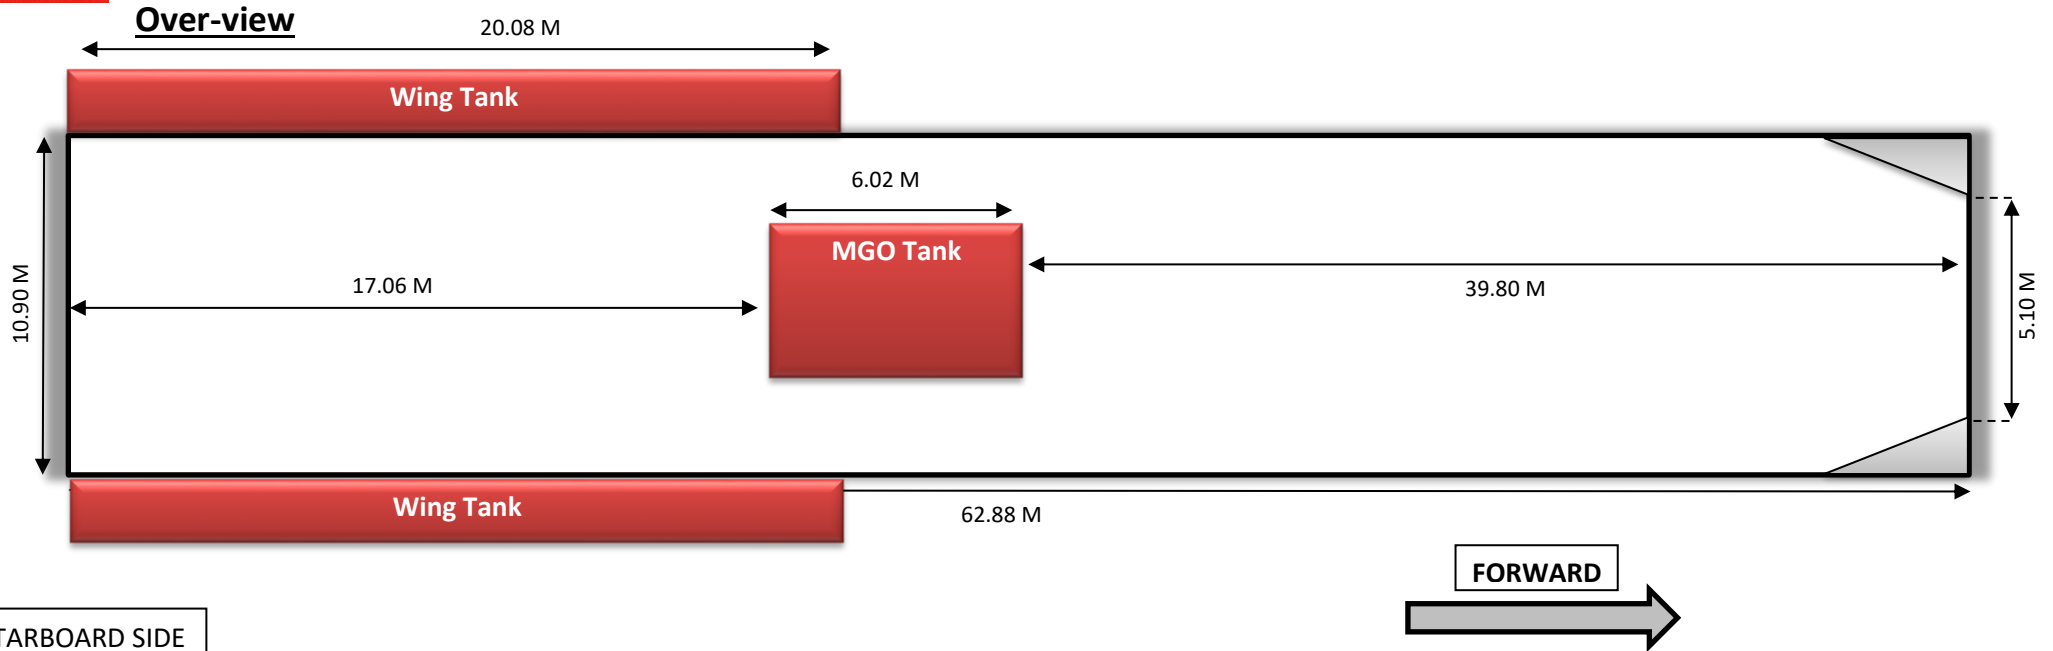 Over-view
20.08 M
Wing Tank
6.02 M
MGO Tank
17.06 M
39.80 M
10.90 M
5.10 M
Wing Tank
62.88 M
FORWARD
TARBOARD SIDE